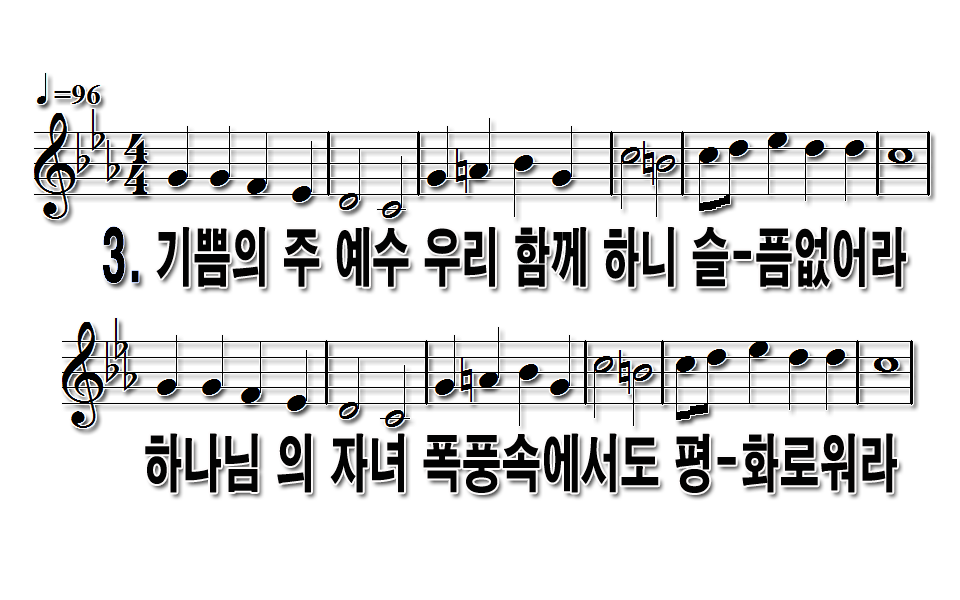 ♩=96
3. 기쁨의 주 예수 우리 함께 하니 슬-픔없어라
하나님 의 자녀 폭풍속에서도 평-화로워라